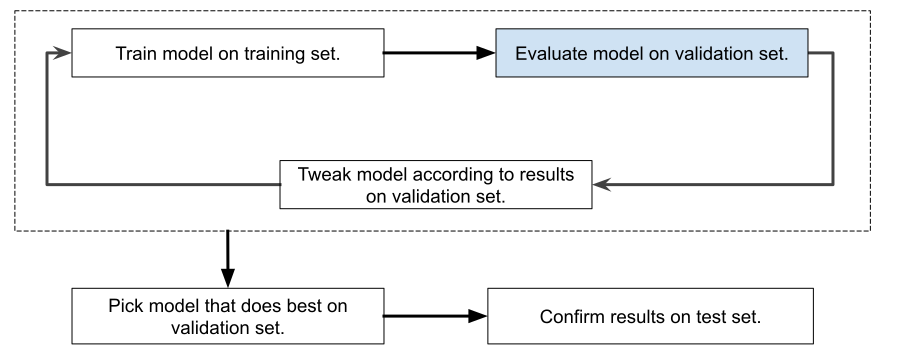 Train model on training set.
Evaluate model on validation set.
Tweak model according to results
on validation set.
Pick model that does best on
validation set.
Confirm results on test set.